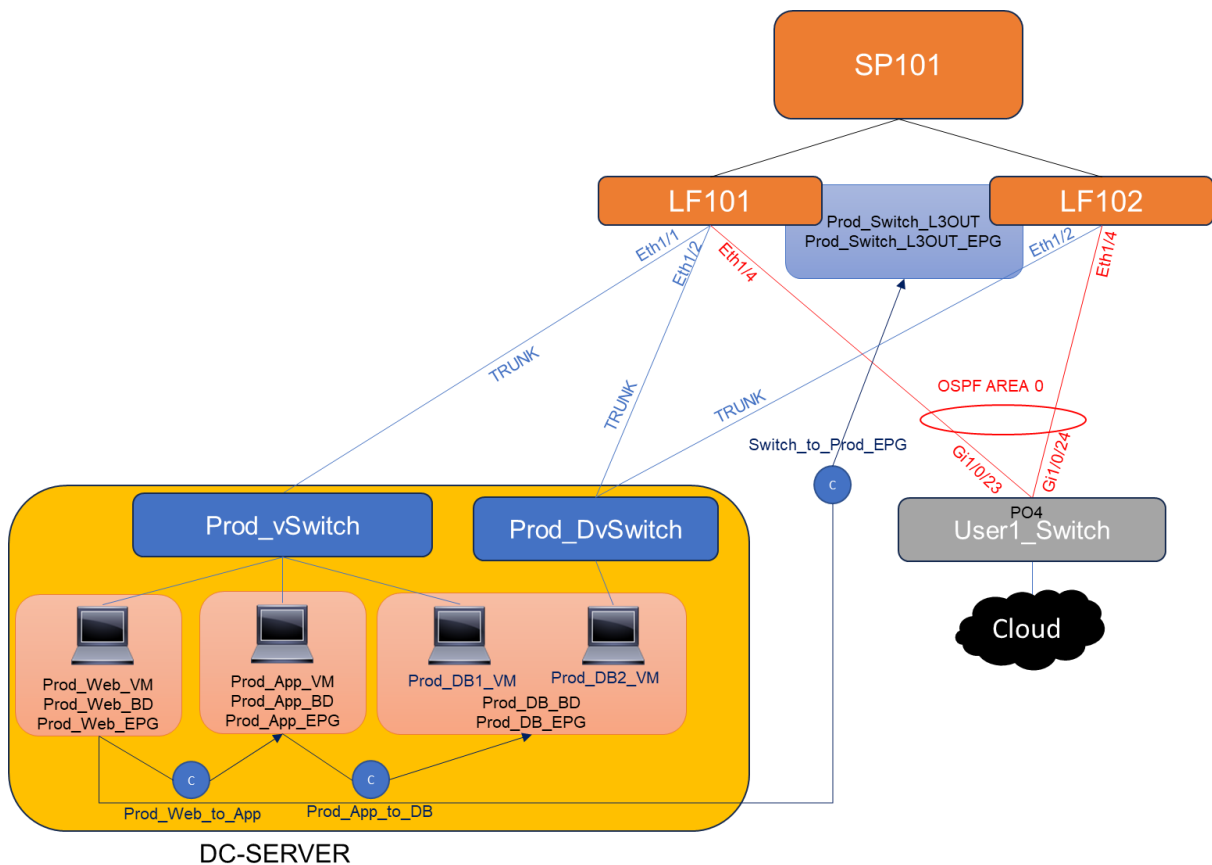 SP101
LF101
LF102
Prod_Switch_L3OUT
Prod_Switch_L3OUT_EPG
Eth1/1
Eth1/2
Eth1/4
Eth1/2
Eth1/4
TRUNK
TRUNK
TRUNK
OSPF AREA 0
Switch_to_Prod_EPG
C
Gi1/0/23
Gi1/0/24
PO4
User1_Switch
Cloud
Prod_vSwitch
Prod_DvSwitch
Prod_Web_VM
Prod_Web_BD
Prod_Web_EPG
Prod_App_VM
Prod_App_BD
Prod_App_EPG
Prod_DB1_VM
Prod_DB2_VM
Prod_DB_BD
Prod_DB_EPG
C
C
Prod_Web_to_App
Prod_App_to_DB
DC-SERVER